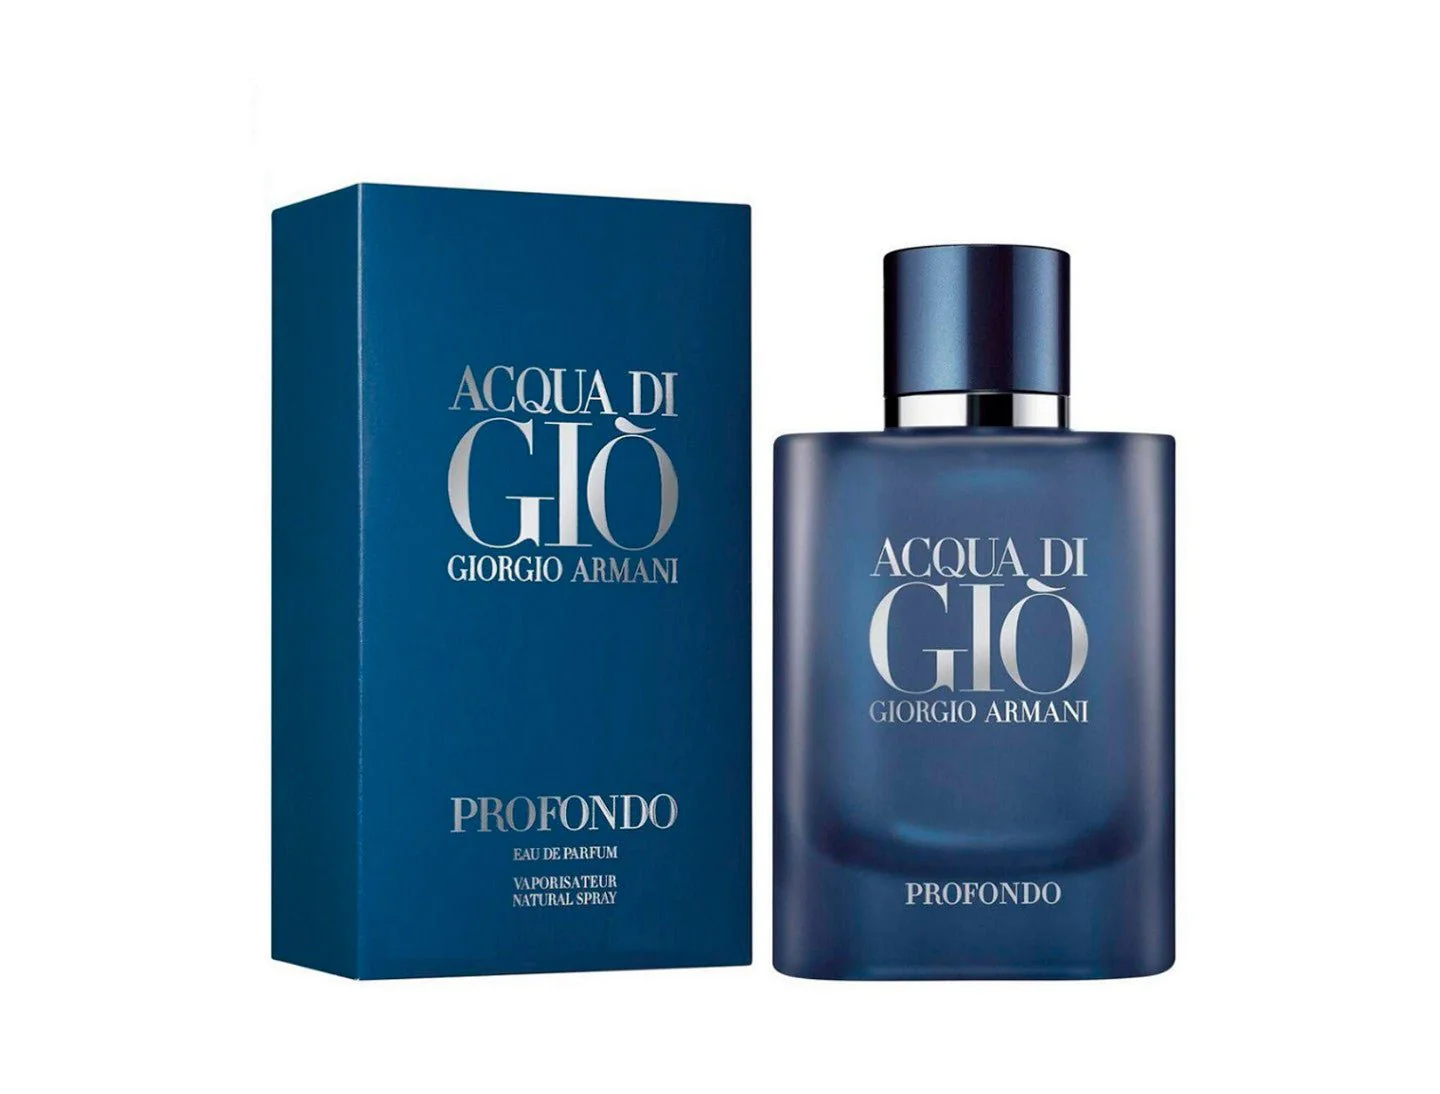 ACQUA DI
GIÒ
GIORGIO ARMANI
PROFONDO
EAU DE PARFUM
VAPORISATEUR
NATURAL SPRAY
ACQUA DI
GIÒ
GIORGIO ARMANI
PROFONDO